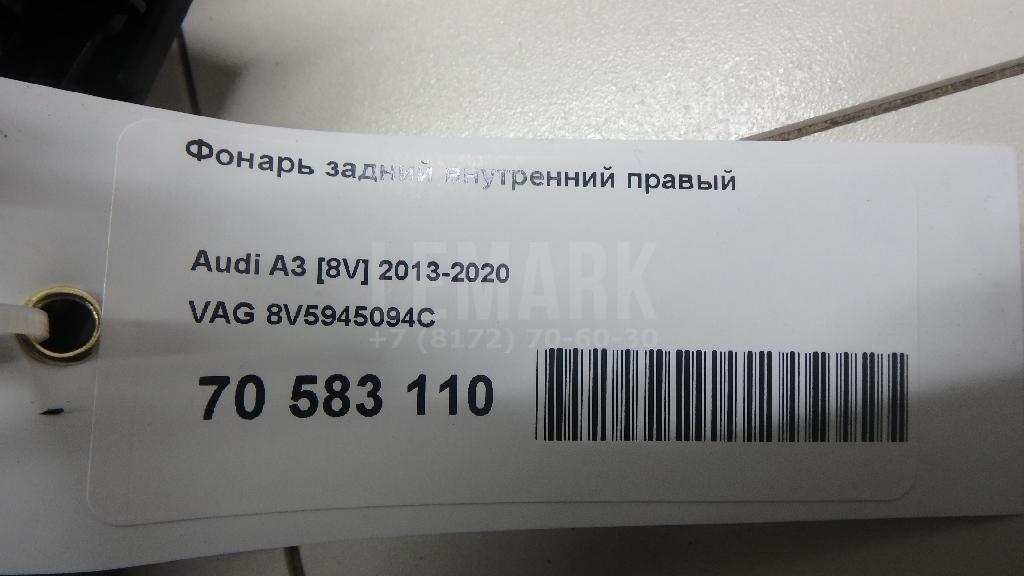 Фонарь задний внутренний правый
Audi A3 [8V] 2013-2020
VAG 8V5945094C
LEMARK
+7 (8172) 70-60-30
70 583 110